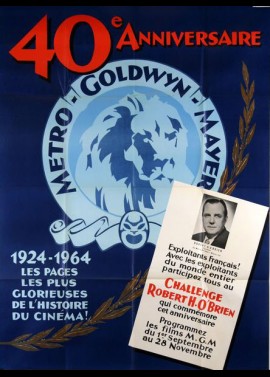 40e ANNIVERSAIRE
METRO - GOLDWYN - MAYER
1924-1964
LES PAGES
LES PLUS
GLORIEUSES
DE L'HISTOIRE
DU CINÉMA!
Exploitants français!
Avec les exploitants
du monde entier
participez tous au
CHALLENGE
ROBERT H. O'BRIEN
qui commémore
cet anniversaire
Programmez
les films M.G.M
du 1er Septembre
au 28 Novembre